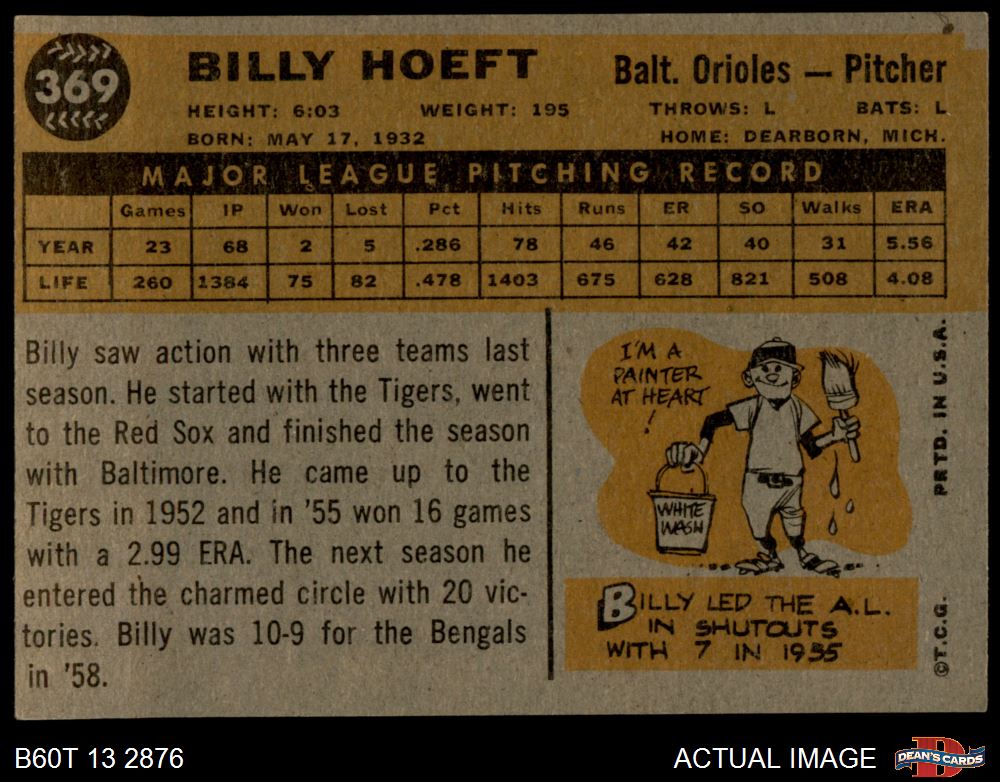 369
BILLY HOEFT
Balt. Orioles — Pitcher
HEIGHT: 6:03 WEIGHT: 195 THROWS: L BATS: L
BORN: MAY 17, 1932 HOME: DEARBORN, MICH.
MAJOR LEAGUE PITCHING RECORD
Games IP Won Lost Pct Hits Runs ER SO Walks ERA
YEAR 23 68 2 5 .286 78 46 42 40 31 5.56
LIFE 260 1384 75 82 .478 1403 675 628 821 508 4.08
Billy saw action with three teams last
season. He started with the Tigers, went
to the Red Sox and finished the season
with Baltimore. He came up to the
Tigers in 1952 and in '55 won 16 games
with a 2.99 ERA. The next season he
entered the charmed circle with 20 vic-
tories. Billy was 10-9 for the Bengals
in '58.
I'M A
PAINTER
AT HEART
!
WHITE
WASH
BILLY LED THE A.L.
IN SHUTOUTS
WITH 7 IN 1955
PRTD. IN U.S.A.
©T.C.G.
B60T 13 2876
ACTUAL IMAGE
D
DEAN'S CARDS